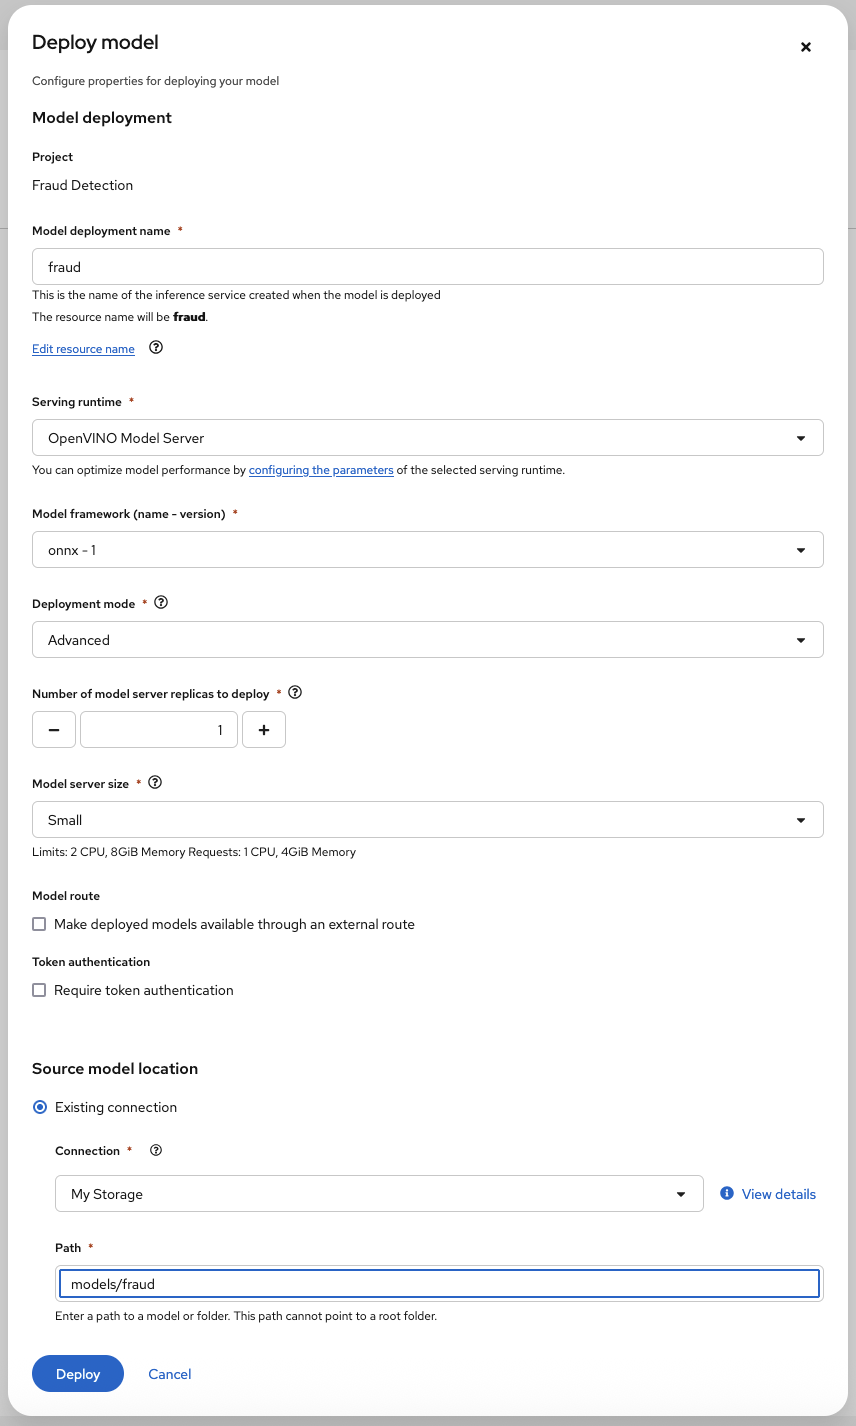 Deploy model
Configure properties for deploying your model
Model deployment
Project
Fraud Detection
Model deployment name *
fraud
This is the name of the inference service created when the model is deployed
The resource name will be fraud.
Edit resource name
Serving runtime *
OpenVINO Model Server
You can optimize model performance by configuring the parameters of the selected serving runtime.
Model framework (name - version) *
onnx - 1
Deployment mode *
Advanced
Number of model server replicas to deploy *
1
Model server size *
Small
Limits: 2 CPU, 8GiB Memory Requests: 1 CPU, 4GiB Memory
Model route
Make deployed models available through an external route
Token authentication
Require token authentication
Source model location
Existing connection
Connection *
My Storage
View details
Path *
models/fraud
Enter a path to a model or folder. This path cannot point to a root folder.
Deploy Cancel